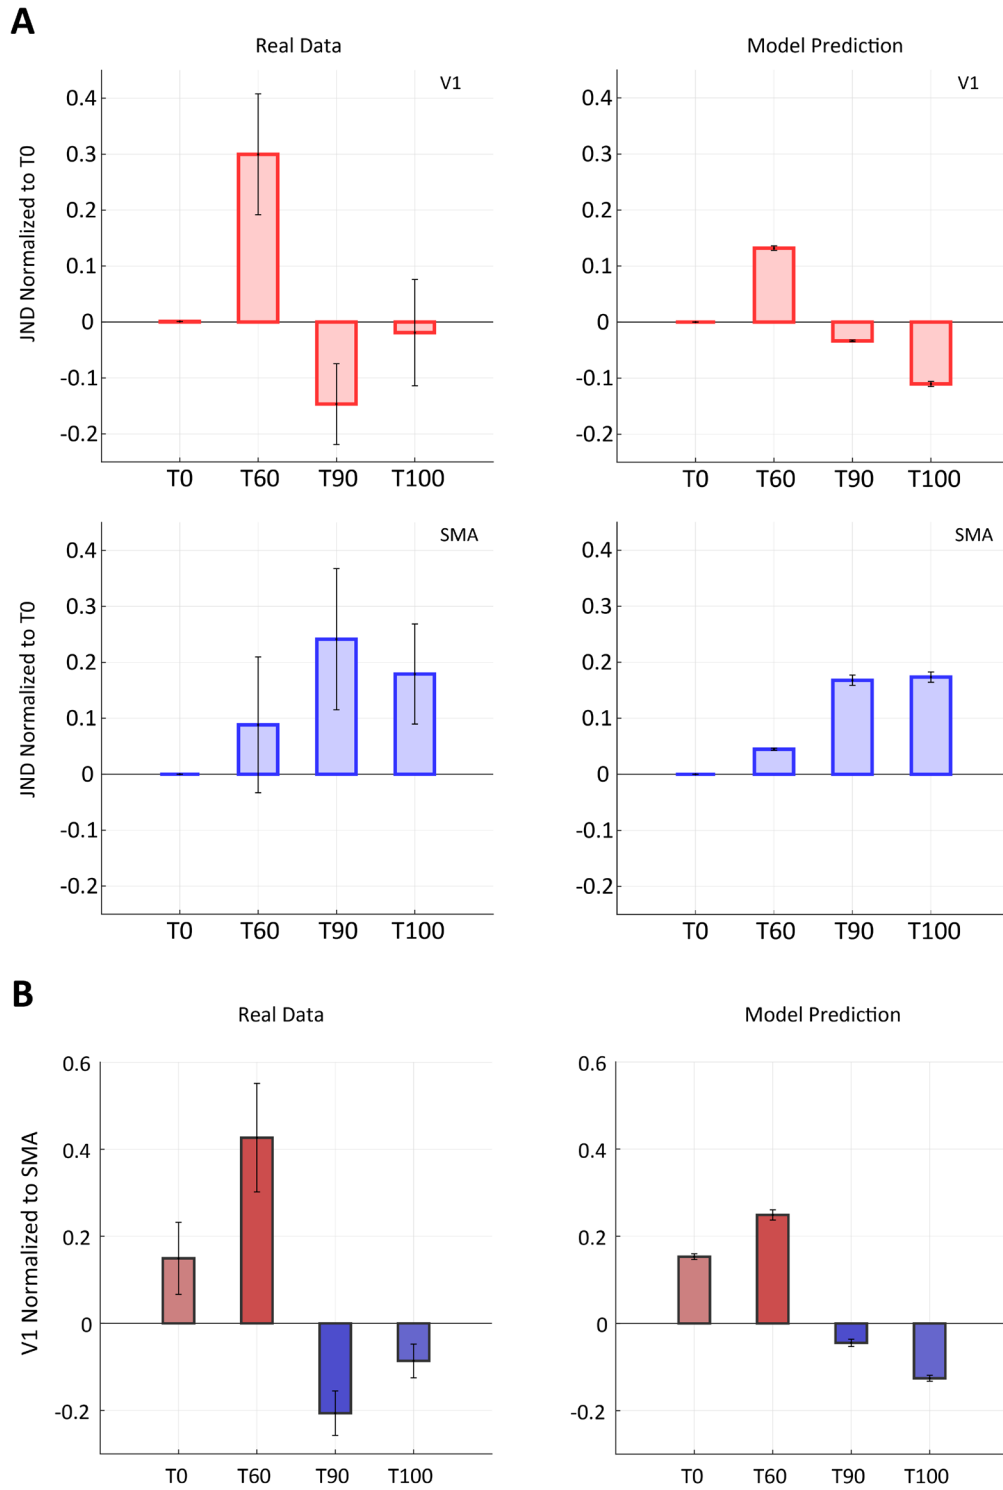 A
Real Data
Model Prediction
V1
V1
JND Normalized to T0
0.4
0.3
0.2
0.1
0
-0.1
-0.2
T0 T60 T90 T100
0.4
0.3
0.2
0.1
0
-0.1
-0.2
T0 T60 T90 T100
SMA
SMA
JND Normalized to T0
0.4
0.3
0.2
0.1
0
-0.1
-0.2
T0 T60 T90 T100
0.4
0.3
0.2
0.1
0
-0.1
-0.2
T0 T60 T90 T100
B
Real Data
Model Prediction
V1 Normalized to SMA
0.6
0.4
0.2
0
-0.2
T0 T60 T90 T100
0.6
0.4
0.2
0
-0.2
T0 T60 T90 T100